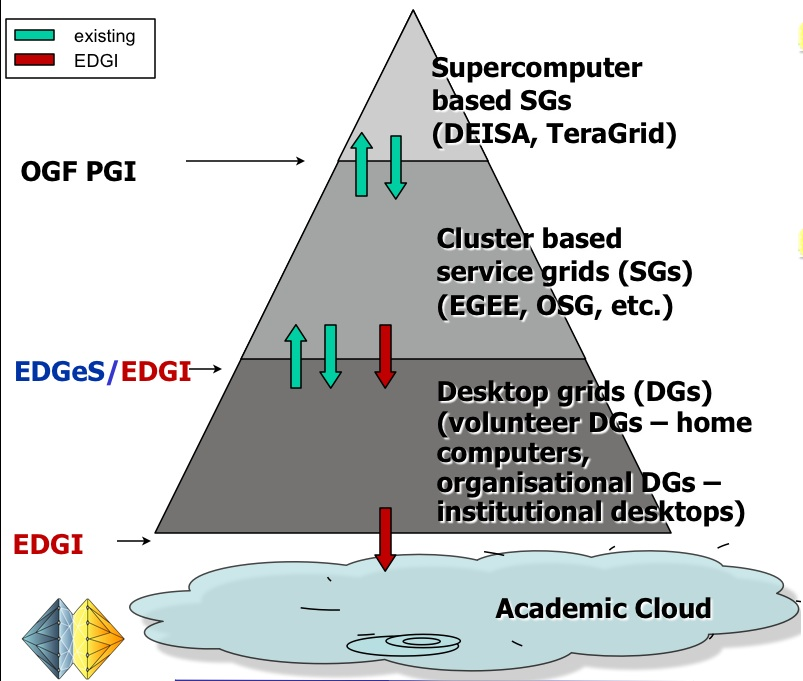 existing
EDGI
Supercomputer
based SGs
(DEISA, TeraGrid)
OGF PGI
Cluster based
service grids (SGs)
(EGEE, OSG, etc.)
EDGeS/EDGI
Desktop grids (DGs)
(volunteer DGs – home
computers,
organisational DGs –
institutional desktops)
EDGI
Academic Cloud